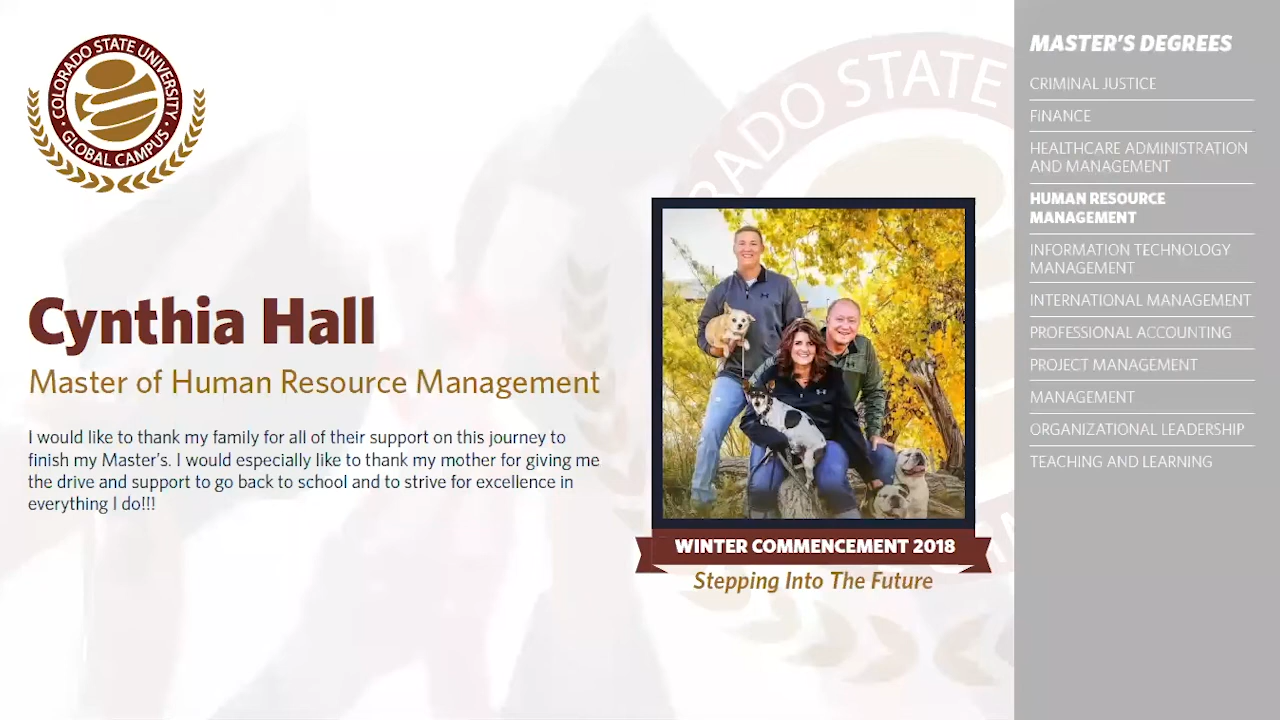 COLORADO STATE UNIVERSITY
GLOBAL CAMPUS
Cynthia Hall
Master of Human Resource Management
I would like to thank my family for all of their support on this journey to
finish my Master's. I would especially like to thank my mother for giving me
the drive and support to go back to school and to strive for excellence in
everything I do!!!
WINTER COMMENCEMENT 2018
Stepping Into The Future
MASTER'S DEGREES
CRIMINAL JUSTICE
FINANCE
HEALTHCARE ADMINISTRATION
AND MANAGEMENT
HUMAN RESOURCE
MANAGEMENT
INFORMATION TECHNOLOGY
MANAGEMENT
INTERNATIONAL MANAGEMENT
PROFESSIONAL ACCOUNTING
PROJECT MANAGEMENT
MANAGEMENT
ORGANIZATIONAL LEADERSHIP
TEACHING AND LEARNING